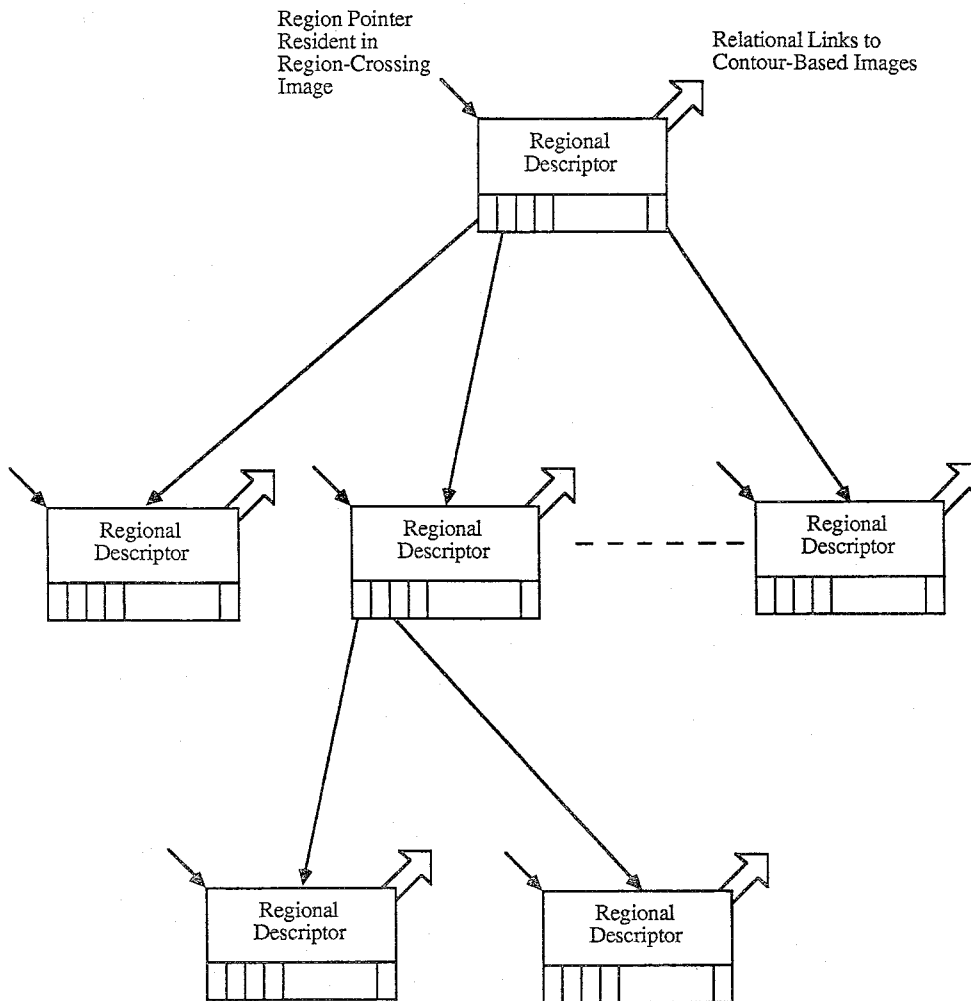 Region Pointer
Resident in
Region-Crossing
Image
Relational Links to
Contour-Based Images
Regional
Descriptor
Regional
Descriptor
Regional
Descriptor
Regional
Descriptor
Regional
Descriptor
Regional
Descriptor